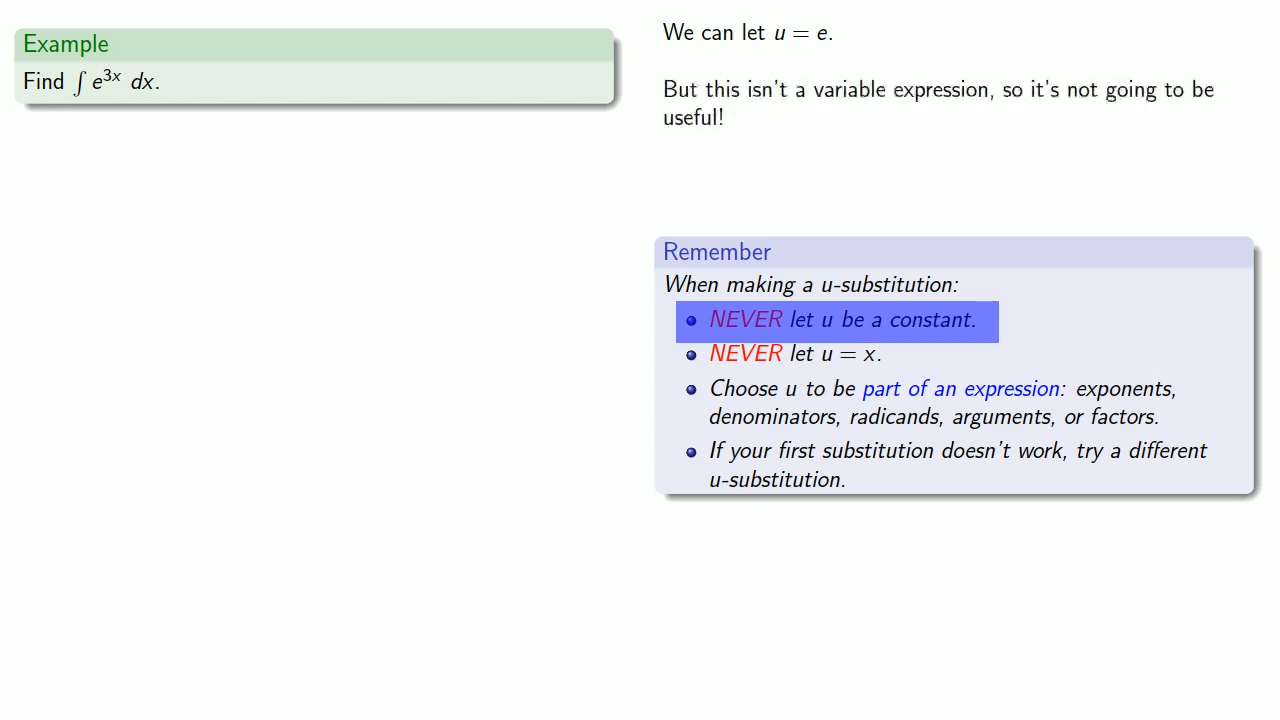 Example
Find ∫ e^{3x} dx.
We can let u = e.
But this isn't a variable expression, so it's not going to be
useful!
Remember
When making a u-substitution:
• NEVER let u be a constant.
• NEVER let u = x.
• Choose u to be part of an expression: exponents,
denominators, radicands, arguments, or factors.
• If your first substitution doesn't work, try a different
u-substitution.